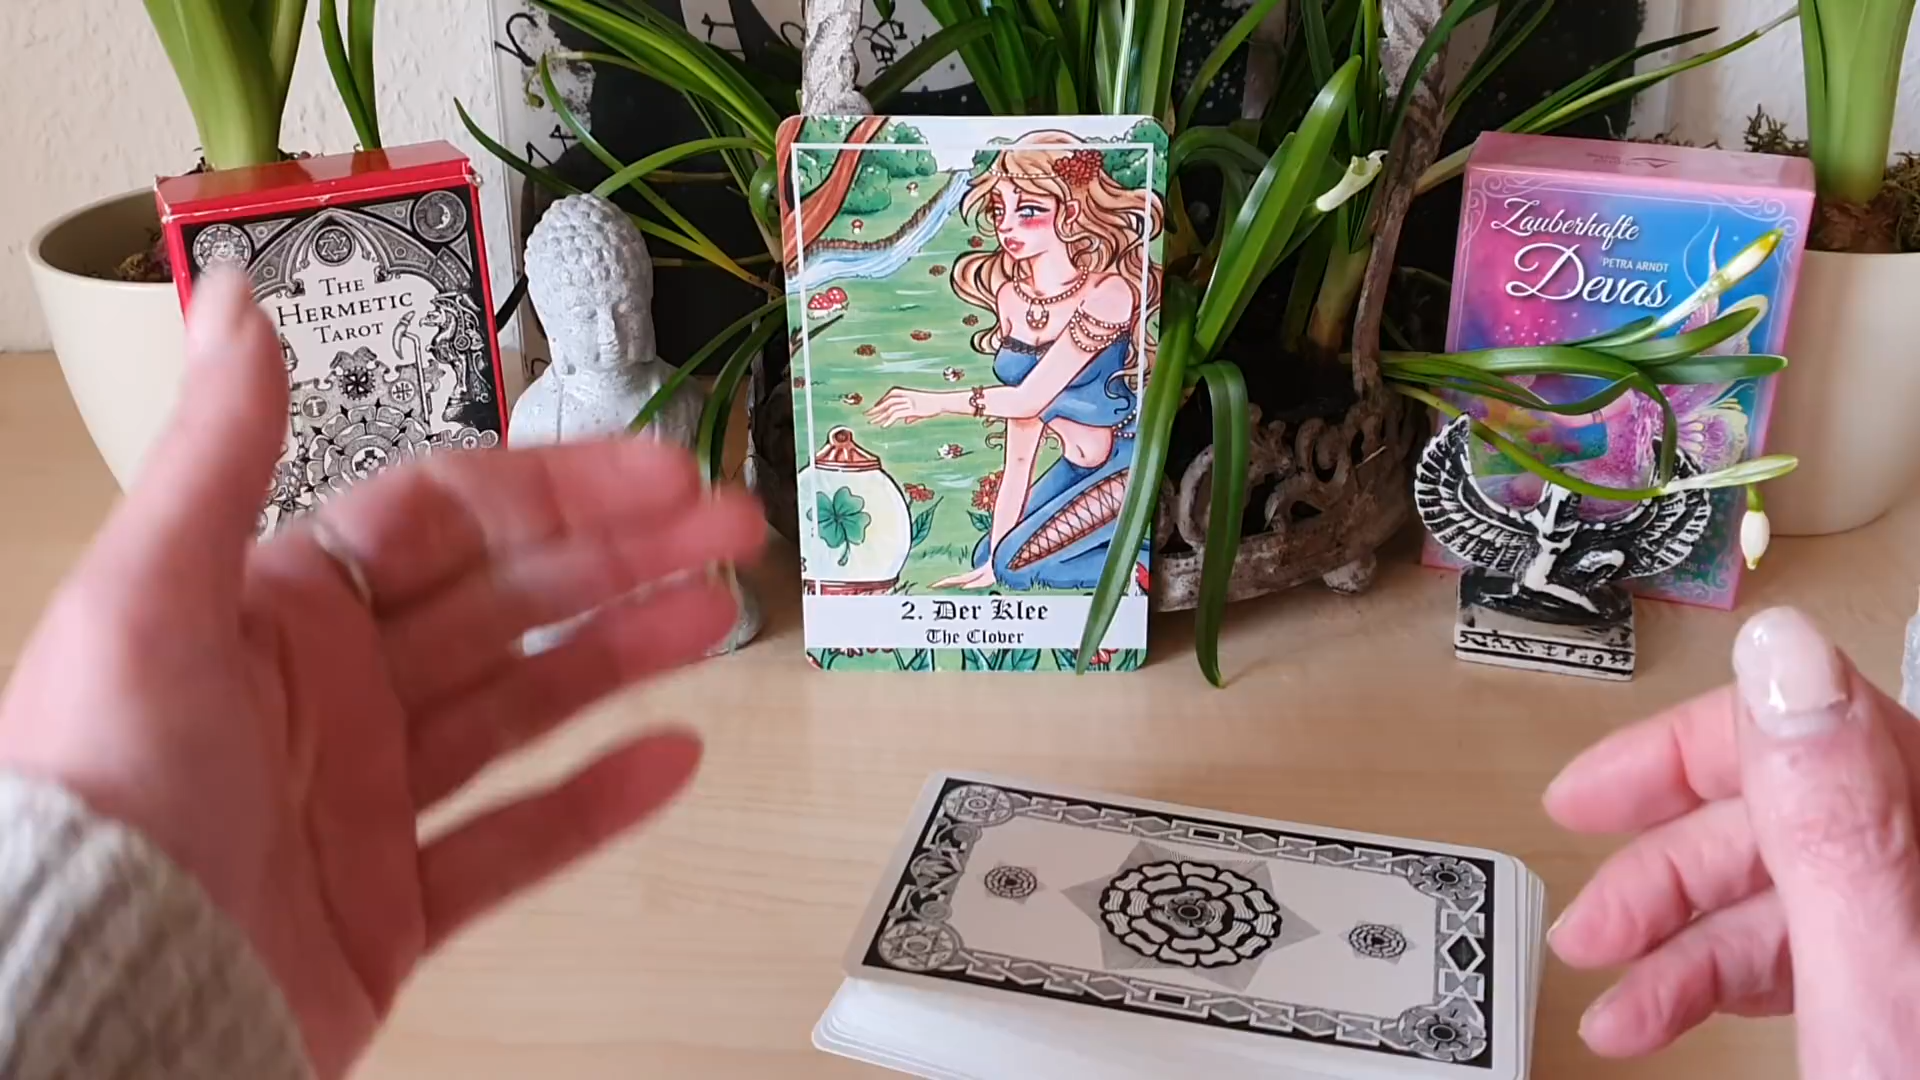 THE
HERMETIC
TAROT
2. Der Klee
The Clover
Zauberhafte
PETRA ARNDT
Devas